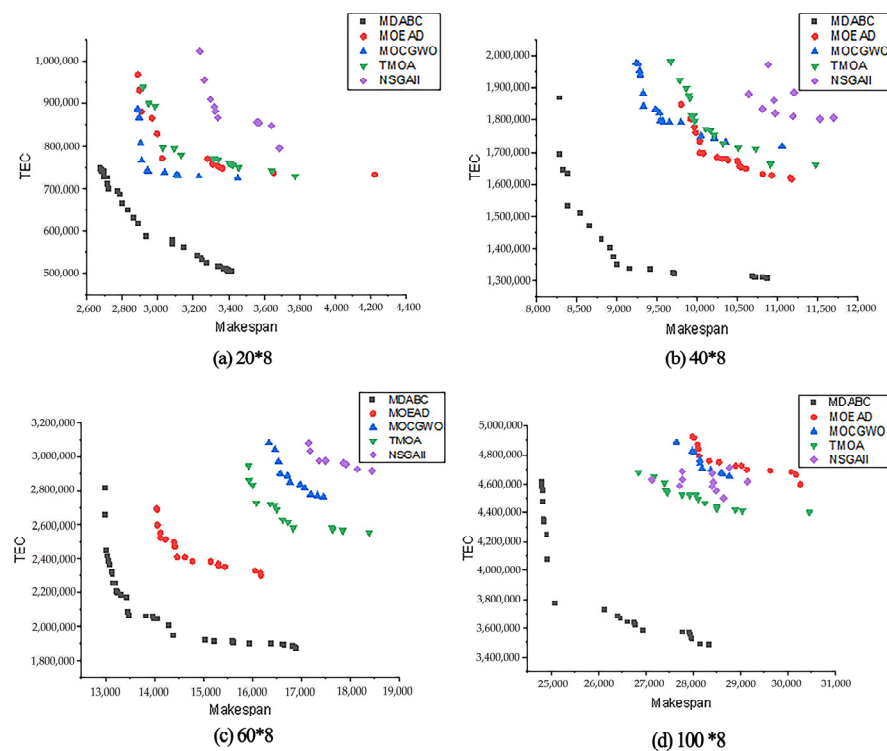 MDABC
MOEAD
MOCGWO
TMOA
NSGAII
1,000,000
900,000
800,000
700,000
600,000
500,000
TEC
2,600 2,800 3,000 3,200 3,400 3,600 3,800 4,000 4,200 4,100
Makespan
(a) 20*8
MDABC
MOEAD
MOCGWO
TMOA
NSGAII
2,000,000
1,900,000
1,800,000
1,700,000
1,600,000
1,500,000
1,400,000
1,300,000
TEC
8,000 8,500 9,000 9,500 10,000 10,500 11,000 11,500 12,000
Makespan
(b) 40*8
MDABC
MOEAD
MOCGWO
TMOA
NSGAII
3,200,000
3,000,000
2,800,000
2,600,000
2,400,000
2,200,000
2,000,000
1,800,000
TEC
13,000 14,000 15,000 16,000 17,000 18,000 19,000
Makespan
(c) 60*8
MDABC
MOEAD
MOCGWO
TMOA
NSGAII
5,000,000
4,800,000
4,600,000
4,400,000
4,200,000
4,000,000
3,800,000
3,600,000
3,400,000
TEC
25,000 26,000 27,000 28,000 29,000 30,000 31,000
Makespan
(d) 100 *8